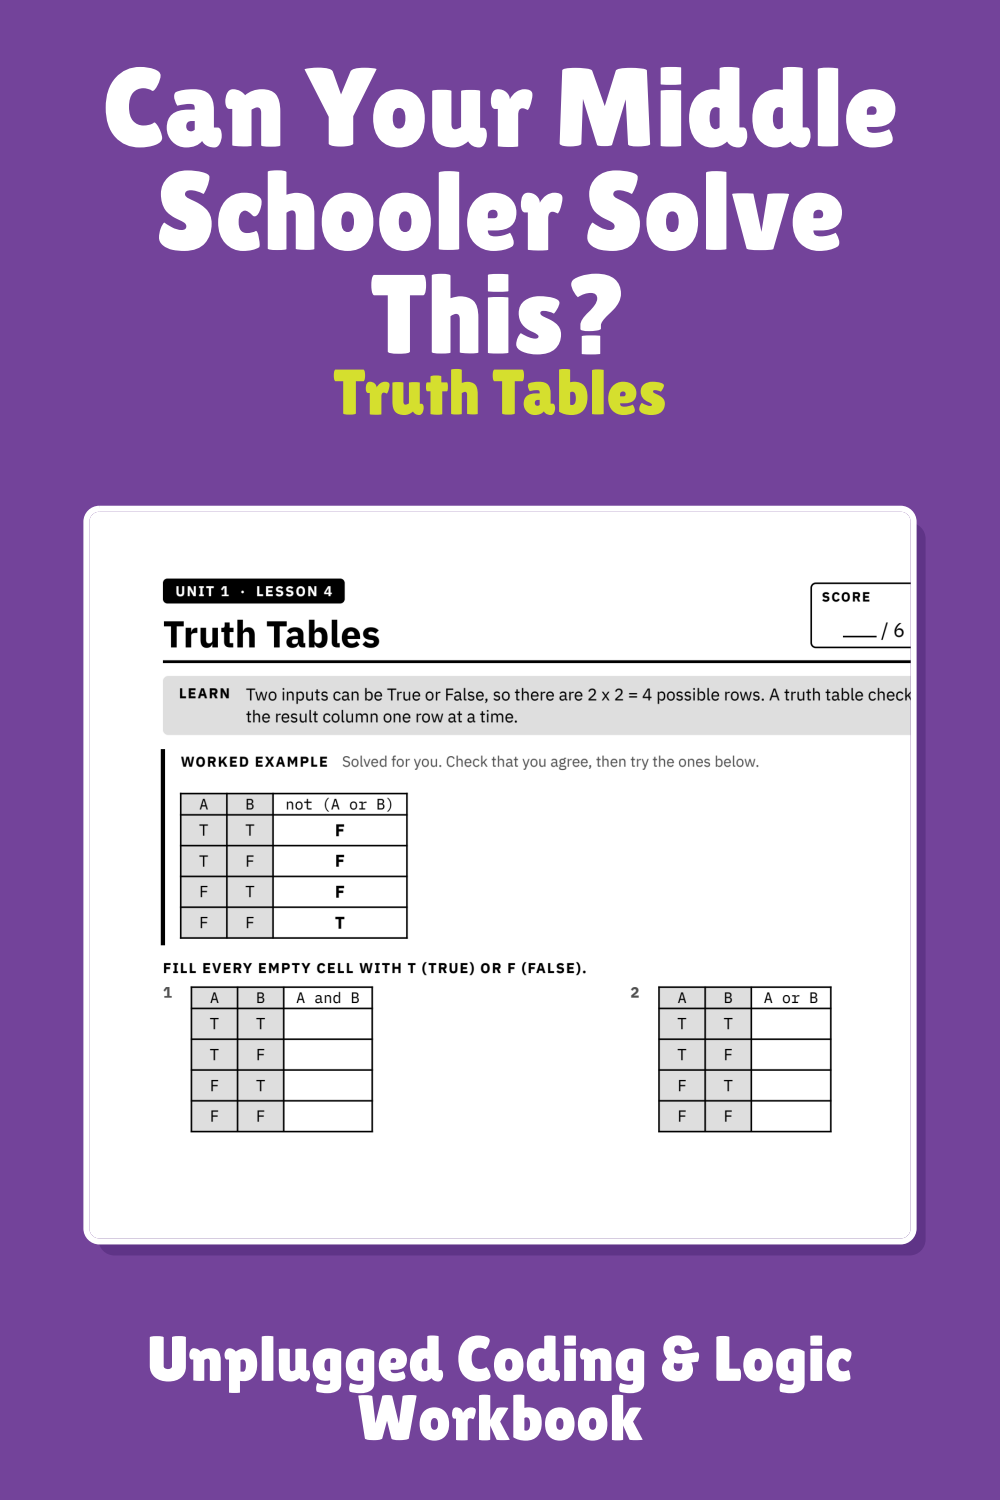 Can Your Middle
Schooler Solve
This?
Truth Tables
UNIT 1 · LESSON 4
SCORE
___ / 6
Truth Tables
LEARN Two inputs can be True or False, so there are 2 x 2 = 4 possible rows. A truth table check
the result column one row at a time.
WORKED EXAMPLE Solved for you. Check that you agree, then try the ones below.
A B not (A or B)
T T F
T F F
F T F
F F T
FILL EVERY EMPTY CELL WITH T (TRUE) OR F (FALSE).
1
A B A and B
T T
T F
F T
F F
2
A B A or B
T T
T F
F T
F F
Unplugged Coding & Logic
Workbook